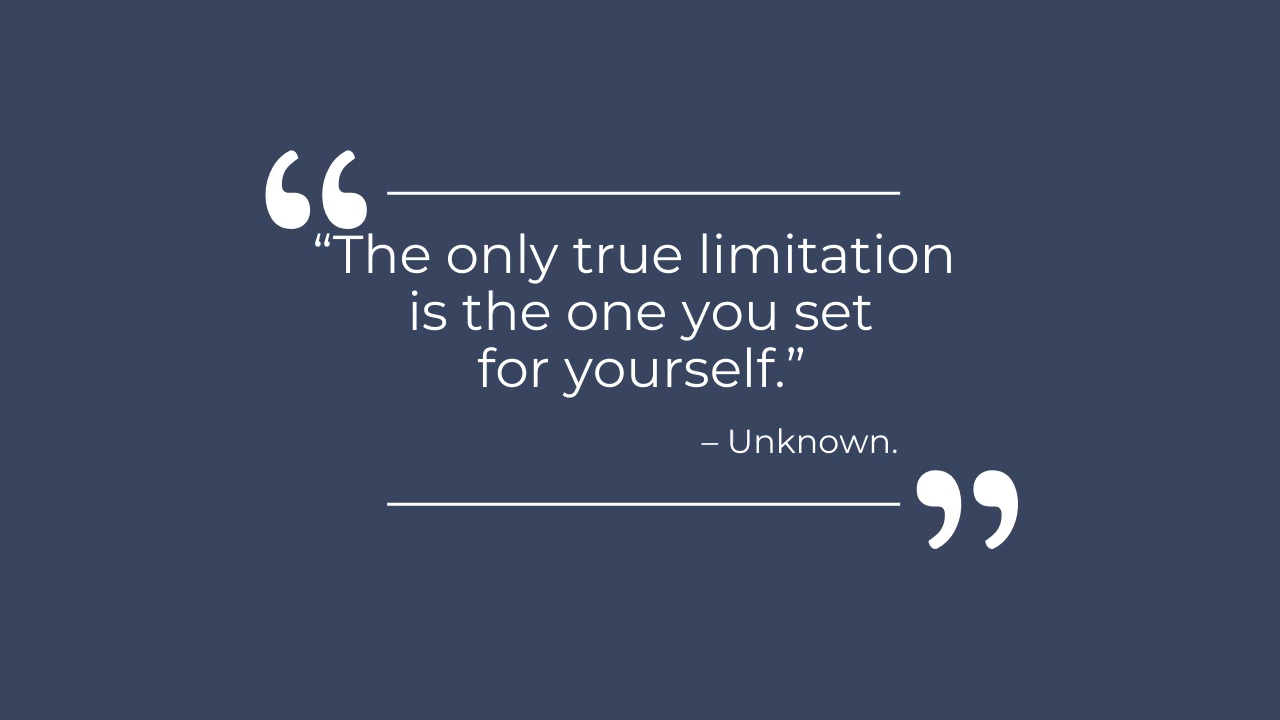 “The only true limitation
is the one you set
for yourself.”
– Unknown.